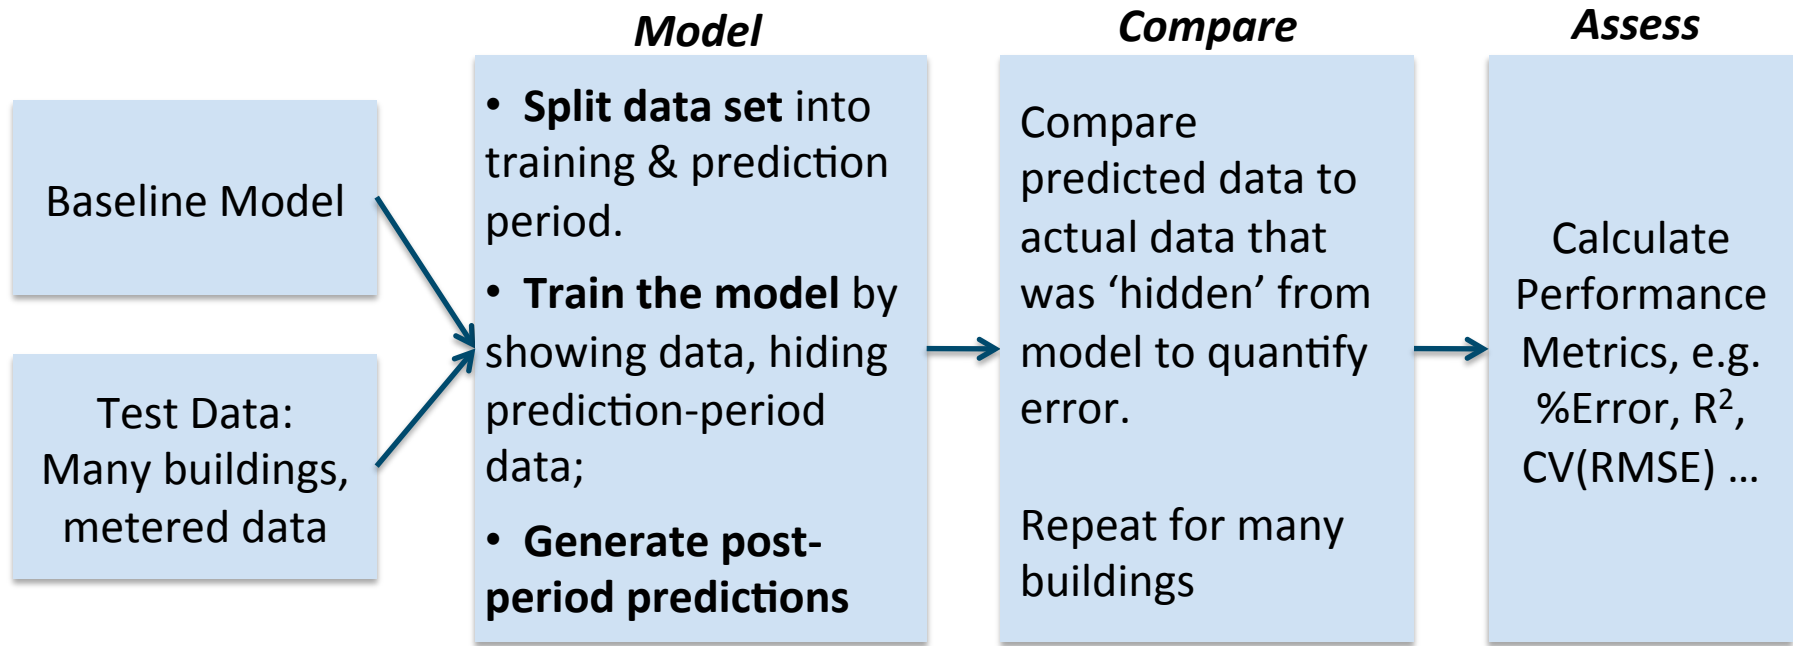 Model
Compare
Assess
Baseline Model
Test Data:
Many buildings,
metered data
• Split data set into
training & prediction
period.
• Train the model by
showing data, hiding
prediction-period
data;
• Generate post-
period predictions
Compare
predicted data to
actual data that
was ‘hidden’ from
model to quantify
error.
Repeat for many
buildings
Calculate
Performance
Metrics, e.g.
%Error, R²,
CV(RMSE) …